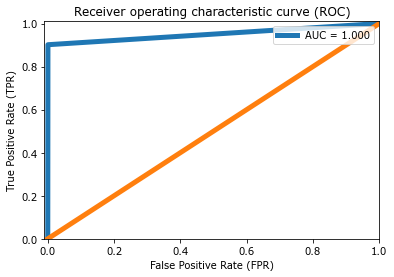 Receiver operating characteristic curve (ROC)
AUC = 1.000
True Positive Rate (TPR)
1.0
0.8
0.6
0.4
0.2
0.0
0.0 0.2 0.4 0.6 0.8 1.0
False Positive Rate (FPR)